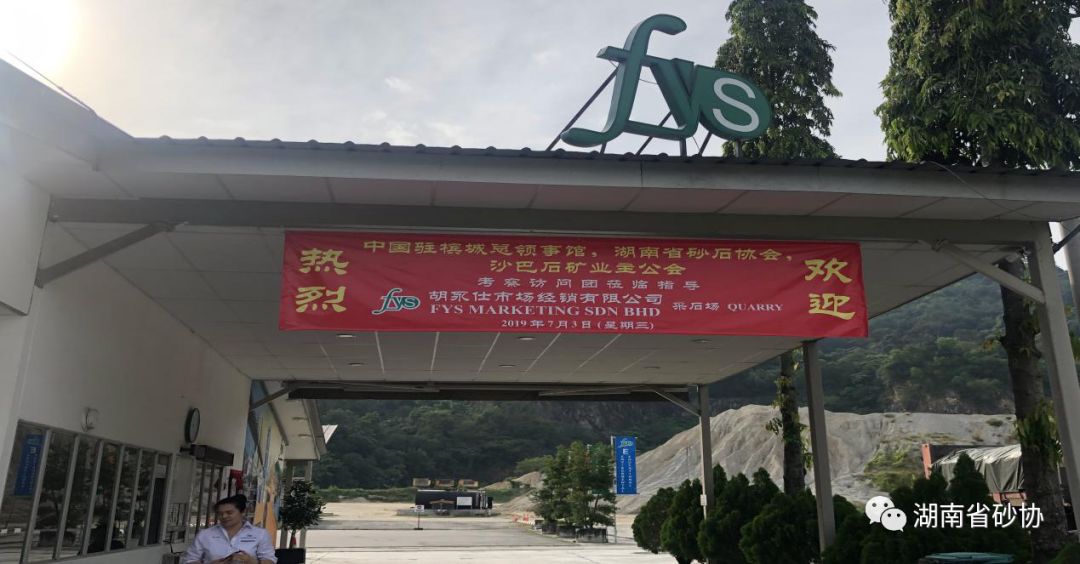 fys
热烈
欢迎
中国驻槟城总领事馆，湖南省砂石协会，
沙巴石矿业主公会
考察访问团莅临指导
fys
胡永仕市场经销有限公司
FYS MARKETING SDN BHD
采石场 QUARRY
2019年7月3日(星期三)
E
湖南省砂协